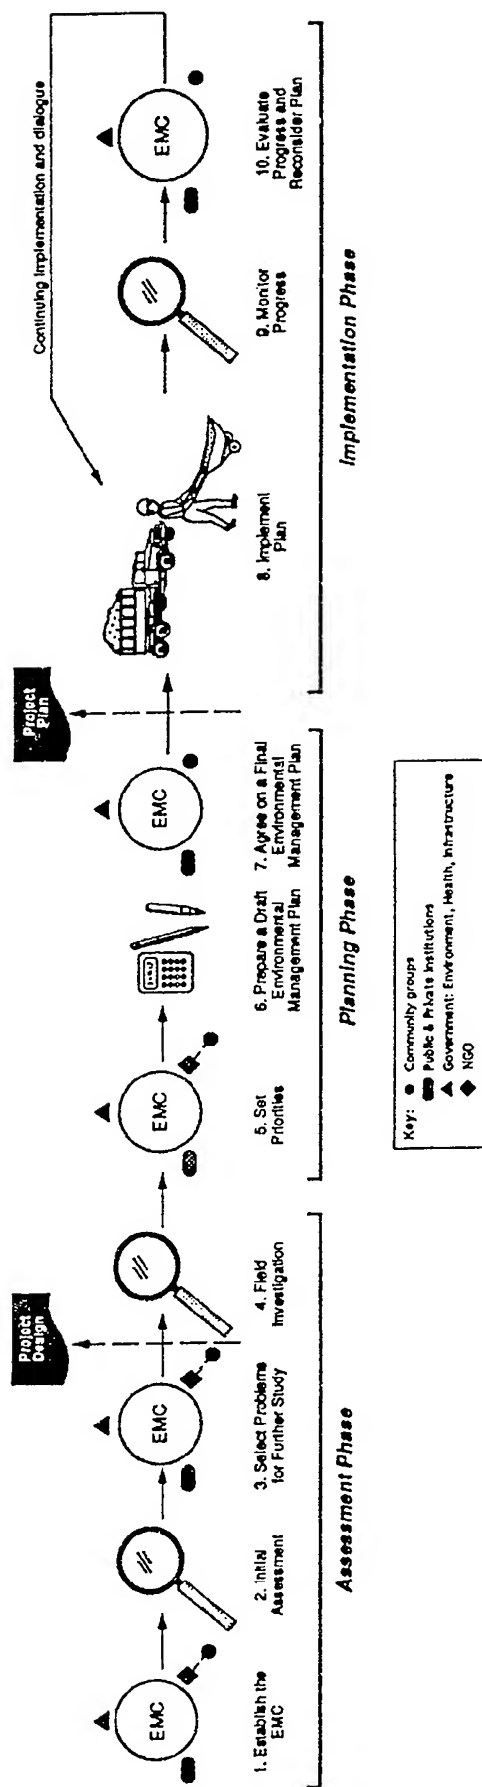 Project
Design
Project
Plan
Continuing implementation and dialogue
EMC
EMC
EMC
EMC
EMC
1. Establish the
EMC
2. Initial
Assessment
3. Select Problems
for Further Study
4. Field
Investigation
5. Set
Priorities
6. Prepare a Draft
Environmental
Management Plan
7. Agree on a Final
Environmental
Management Plan
8. Implement
Plan
9. Monitor
Progress
10. Evaluate
Progress and
Reconsider Plan
Assessment Phase
Planning Phase
Implementation Phase
Key: Community groups
Public & Private Institutions
Government: Environment, Health, Infrastructure
NGO